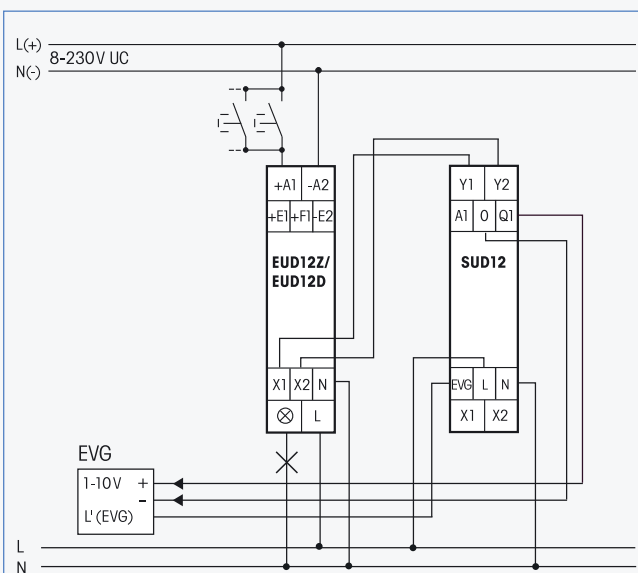 L(+)
8-230V UC
N(-)
+A1 -A2
+E1 +F1 -E2
EUD12Z/
EUD12D
X1 X2 N
L
Y1 Y2
A1 0 Q1
SUD12
EVG L N
X1 X2
EVG
1-10V +
-
L'(EVG)
L
N